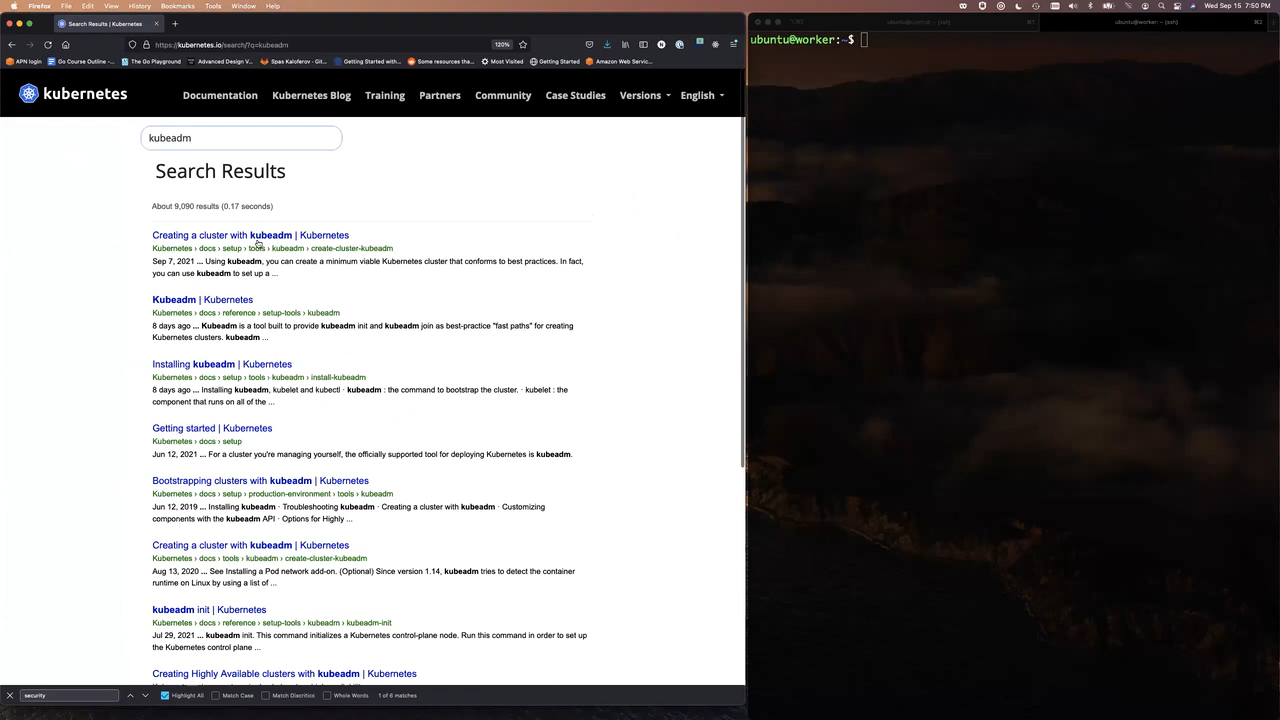 Firefox File Edit View History Bookmarks Tools Window Help
Wed Sep 15 7:50 PM
Search Results | Kubernetes
ubuntu@worker: ~ (ssh)
https://kubernetes.io/search/?q=kubeadm
120%
ubuntu@worker:~$
APN login Go Course Outline -... The Go Playground Advanced Design V... Spas Kaloferov - Git... Getting Started with... Some resources tha... Most Visited Getting Started Amazon Web Servic...
kubernetes
Documentation Kubernetes Blog Training Partners Community Case Studies Versions English
kubeadm
Search Results
About 9,090 results (0.17 seconds)
Creating a cluster with kubeadm | Kubernetes
Kubernetes › docs › setup › tools › kubeadm › create-cluster-kubeadm
Sep 7, 2021 ... Using kubeadm, you can create a minimum viable Kubernetes cluster that conforms to best practices. In fact,
you can use kubeadm to set up a ...
Kubeadm | Kubernetes
Kubernetes › docs › reference › setup-tools › kubeadm
8 days ago ... Kubeadm is a tool built to provide kubeadm init and kubeadm join as best-practice "fast paths" for creating
Kubernetes clusters. kubeadm ...
Installing kubeadm | Kubernetes
Kubernetes › docs › setup › tools › kubeadm › install-kubeadm
8 days ago ... Installing kubeadm, kubelet and kubectl · kubeadm : the command to bootstrap the cluster. · kubelet : the
component that runs on all of the ...
Getting started | Kubernetes
Kubernetes › docs › setup
Jun 12, 2021 ... For a cluster you're managing yourself, the officially supported tool for deploying Kubernetes is kubeadm.
Bootstrapping clusters with kubeadm | Kubernetes
Kubernetes › docs › setup › production-environment › tools › kubeadm
Jun 12, 2019 ... Installing kubeadm · Troubleshooting kubeadm · Creating a cluster with kubeadm · Customizing
components with the kubeadm API · Options for Highly ...
Creating a cluster with kubeadm | Kubernetes
Kubernetes › docs › tools › kubeadm › create-cluster-kubeadm
Aug 13, 2020 ... See Installing a Pod network add-on. (Optional) Since version 1.14, kubeadm tries to detect the container
runtime on Linux by using a list of ...
kubeadm init | Kubernetes
Kubernetes › docs › reference › setup-tools › kubeadm › kubeadm-init
Jul 29, 2021 ... kubeadm init. This command initializes a Kubernetes control-plane node. Run this command in order to set up
the Kubernetes control plane ...
Creating Highly Available clusters with kubeadm | Kubernetes
security
Highlight All Match Case Match Diacritics Whole Words 1 of 6 matches